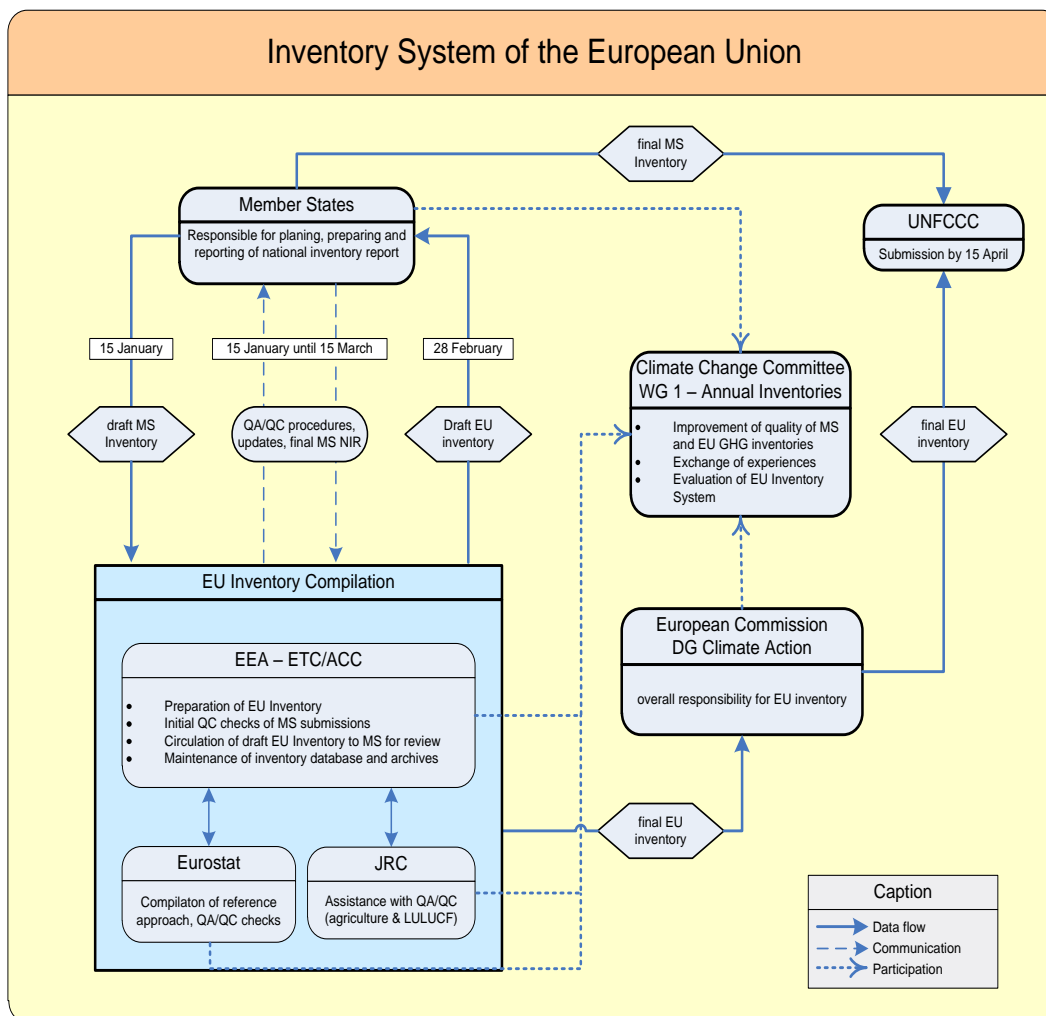 Inventory System of the European Union
final MS
Inventory
Member States
Responsible for planing, preparing and
reporting of national inventory report
UNFCCC
Submission by 15 April
15 January
15 January until 15 March
28 February
draft MS
Inventory
QA/QC procedures,
updates, final MS NIR
Draft EU
inventory
Climate Change Committee
WG 1 – Annual Inventories
• Improvement of quality of MS
and EU GHG inventories
• Exchange of experiences
• Evaluation of EU Inventory
System
final EU
inventory
EU Inventory Compilation
EEA – ETC/ACC
• Preparation of EU Inventory
• Initial QC checks of MS submissions
• Circulation of draft EU Inventory to MS for review
• Maintenance of inventory database and archives
European Commission
DG Climate Action
overall responsibility for EU inventory
final EU
inventory
Eurostat
Compilaton of reference
approach, QA/QC checks
JRC
Assistance with QA/QC
(agriculture & LULUCF)
Caption
Data flow
Communication
Participation